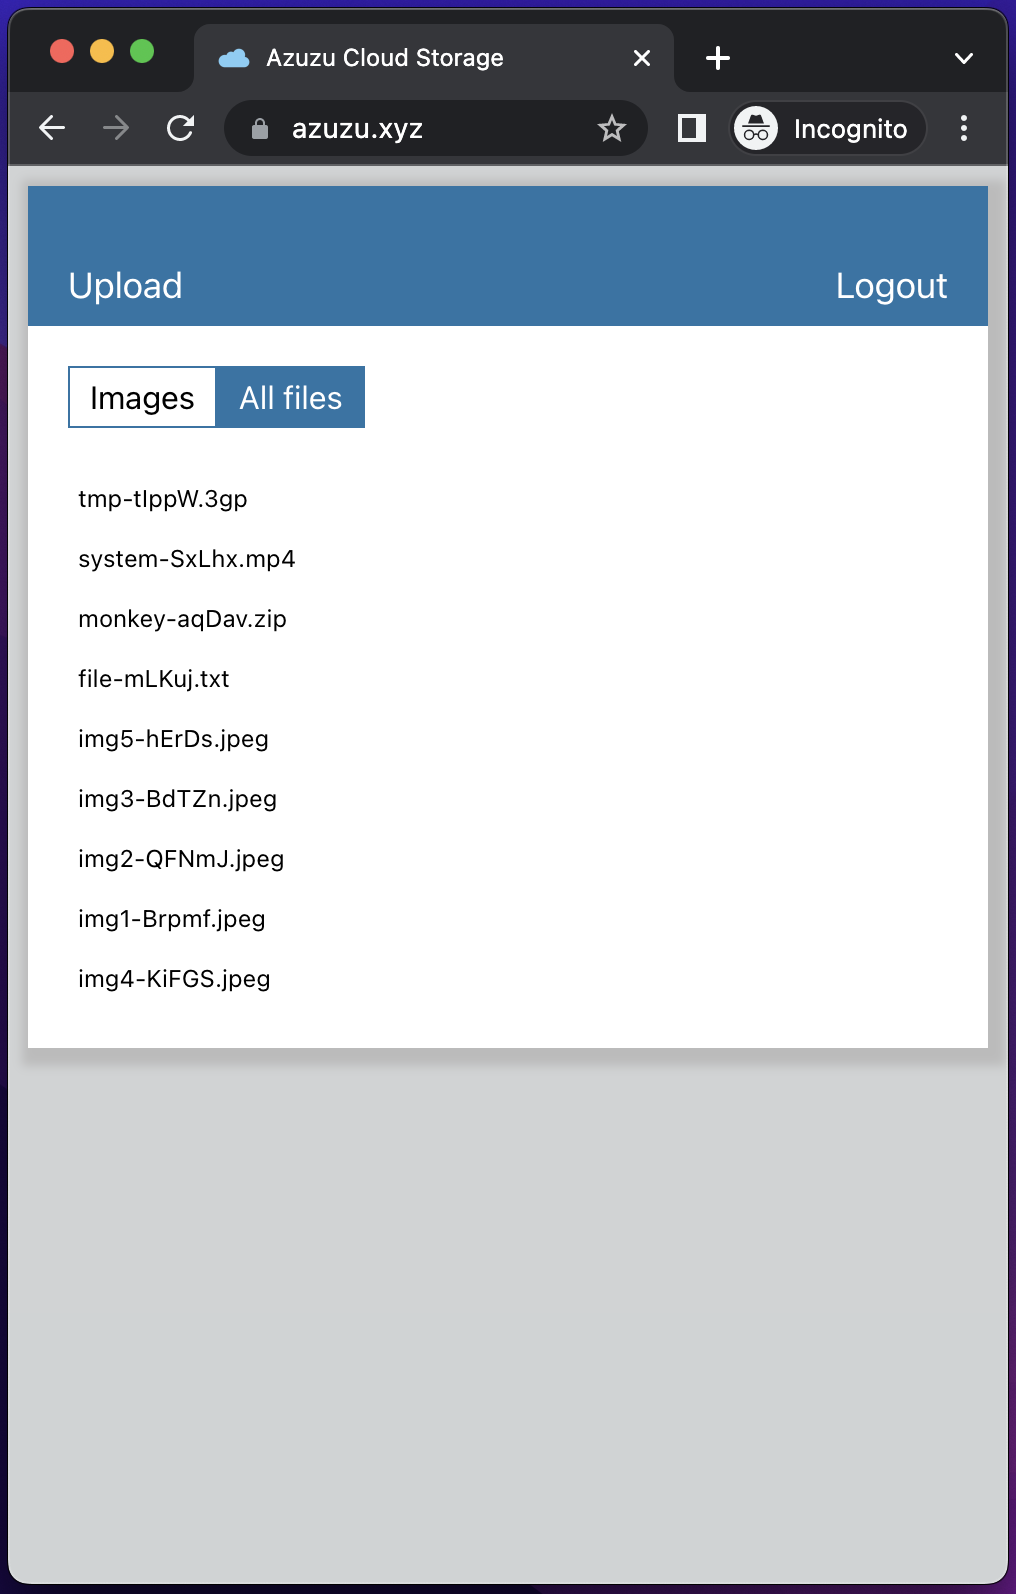 Azuzu Cloud Storage
azuzu.xyz
Incognito
Upload
Logout
Images
All files
tmp-tIppW.3gp
system-SxLhx.mp4
monkey-aqDav.zip
file-mLKuj.txt
img5-hErDs.jpeg
img3-BdTZn.jpeg
img2-QFNmJ.jpeg
img1-Brpmf.jpeg
img4-KiFGS.jpeg